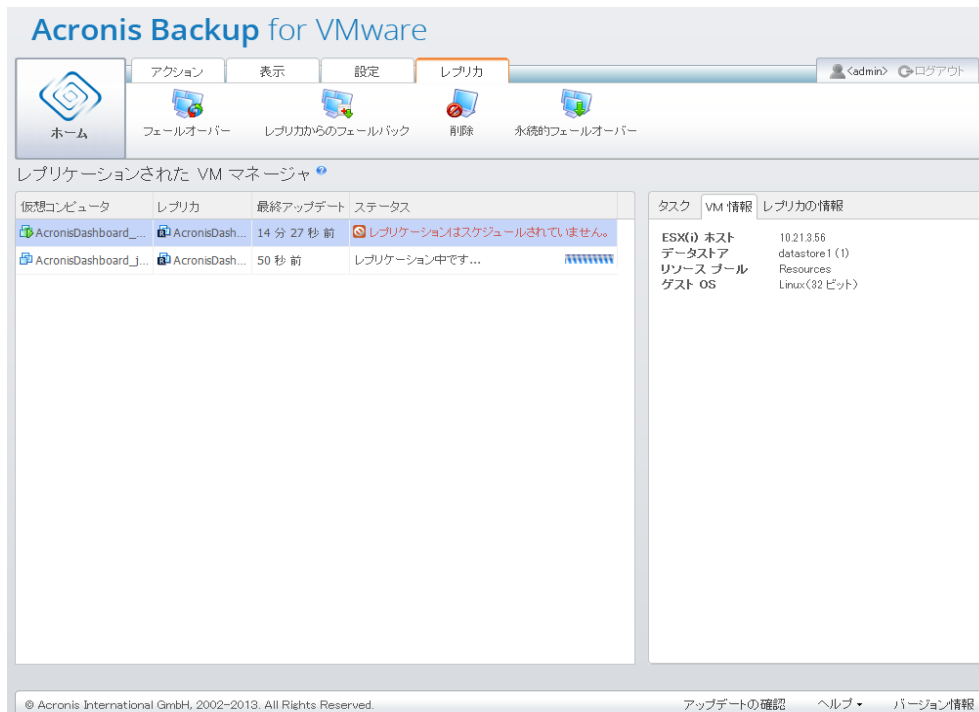 Acronis Backup for VMware
アクション 表示 設定 レプリカ <admin> ログアウト
ホーム フェールオーバー レプリカからのフェールバック 削除 永続的フェールオーバー
レプリケーションされた VM マネージャ
仮想コンピュータ レプリカ 最終アップデート ステータス
AcronisDashboard_... AcronisDash... 14 分 27 秒 前 レプリケーションはスケジュールされていません。
AcronisDashboard_j... AcronisDash... 50 秒 前 レプリケーション中です...
タスク VM 情報 レプリカの情報
ESX(i) ホスト 10.21.3.56
データストア datastore1 (1)
リソース プール Resources
ゲスト OS Linux(32 ビット)
© Acronis International GmbH, 2002-2013. All Rights Reserved. アップデートの確認 ヘルプ バージョン情報